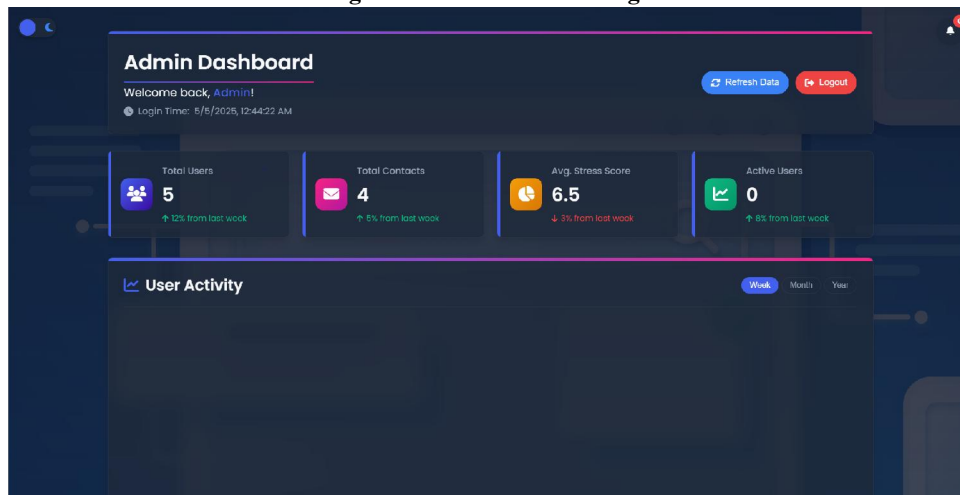 Admin Dashboard
Welcome back, Admin!
Login Time: 5/5/2025, 12:44:22 AM
Refresh Data
Logout
Total Users
5
12% from last week
Total Contacts
4
5% from last week
Avg. Stress Score
6.5
3% from last week
Active Users
0
8% from last week
User Activity
Week Month Year